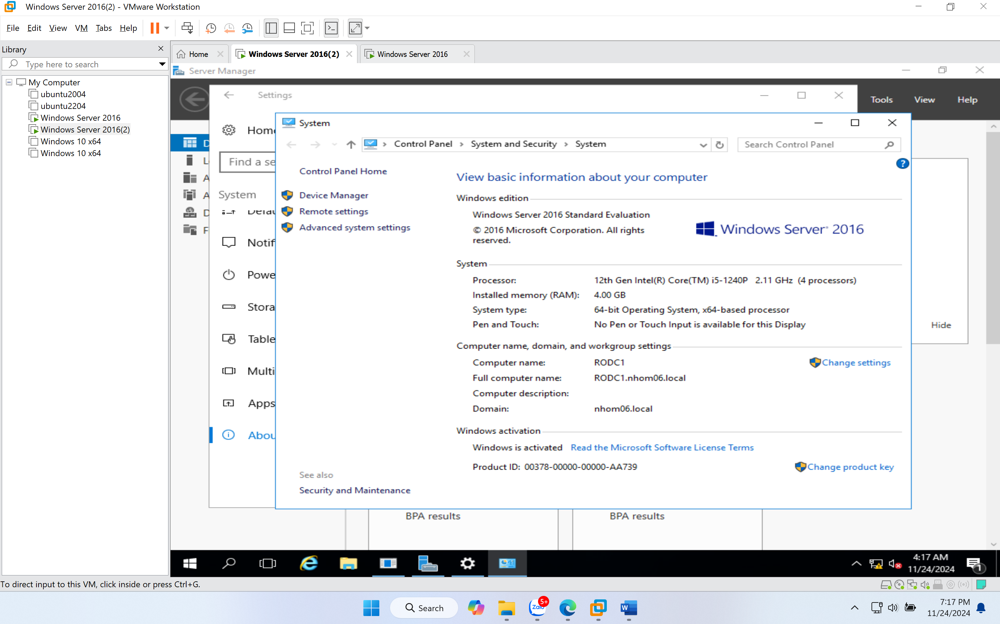 Windows Server 2016(2) - VMware Workstation
File Edit View VM Tabs Help
Library
Type here to search
My Computer
ubuntu2004
ubuntu2204
Windows Server 2016
Windows Server 2016(2)
Windows 10 x64
Windows 10 x64
Home
Windows Server 2016(2)
Windows Server 2016
Server Manager
Tools View Help
Settings
Find a se
System
Notif
Powe
Stora
Table
Multi
Apps
Abou
System
Control Panel > System and Security > System
Search Control Panel
Control Panel Home
Device Manager
Remote settings
Advanced system settings
See also
Security and Maintenance
View basic information about your computer
Windows edition
Windows Server 2016 Standard Evaluation
© 2016 Microsoft Corporation. All rights
reserved.
Windows Server® 2016
System
Processor: 12th Gen Intel(R) Core(TM) i5-1240P 2.11 GHz (4 processors)
Installed memory (RAM): 4.00 GB
System type: 64-bit Operating System, x64-based processor
Pen and Touch: No Pen or Touch Input is available for this Display
Computer name, domain, and workgroup settings
Computer name: RODC1
Change settings
Full computer name: RODC1.nhom06.local
Computer description:
Domain: nhom06.local
Windows activation
Windows is activated Read the Microsoft Software License Terms
Product ID: 00378-00000-00000-AA739
Change product key
Hide
BPA results
BPA results
4:17 AM
11/24/2024
1
To direct input to this VM, click inside or press Ctrl+G.
Search
Zalo
5+
W
7:17 PM
11/24/2024